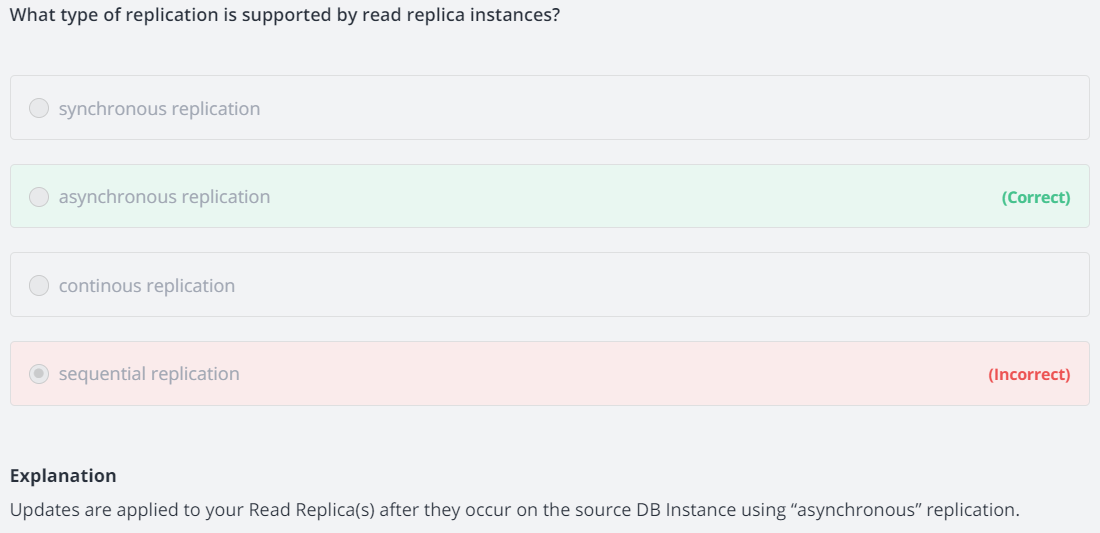 What type of replication is supported by read replica instances?
synchronous replication
asynchronous replication (Correct)
continous replication
sequential replication (Incorrect)
Explanation
Updates are applied to your Read Replica(s) after they occur on the source DB Instance using “asynchronous” replication.